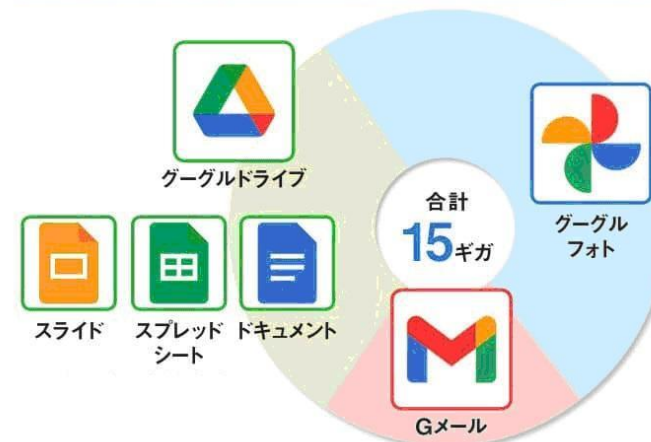 グーグルドライブ
合計
15ギガ
グーグル
フォト
スライド
スプレッド
シート
ドキュメント
Gメール